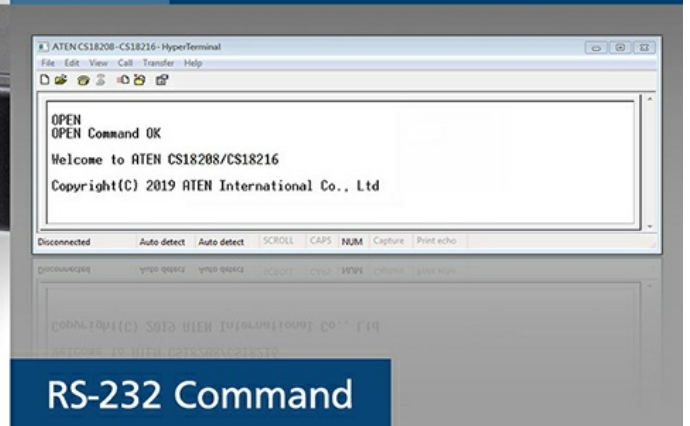 ATEN CS18208-CS18216- HyperTerminal
File Edit View Call Transfer Help
OPEN
OPEN Command OK
Welcome to ATEN CS18208/CS18216
Copyright(C) 2019 ATEN International Co., Ltd
Disconnected Auto detect Auto detect SCROLL CAPS NUM Capture Print echo
RS-232 Command